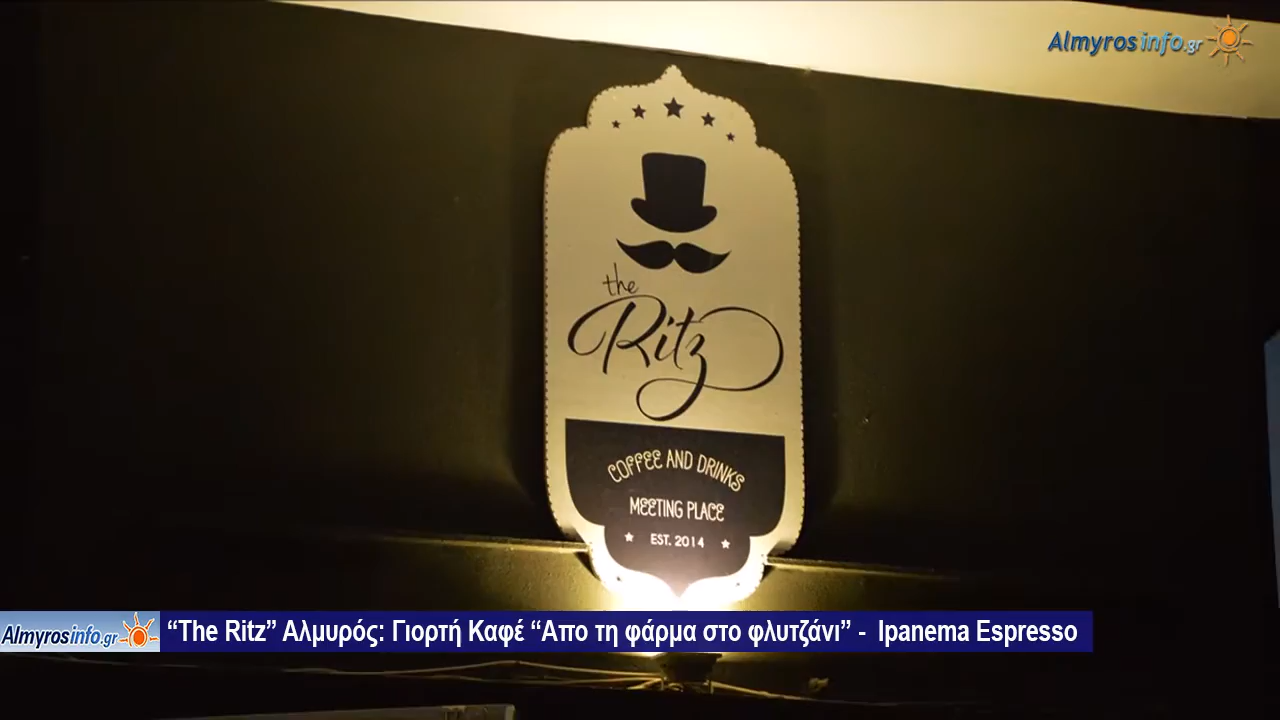 Almyrosinfo.gr
the
Ritz
COFFEE AND DRINKS
MEETING PLACE
EST. 2014
Almyrosinfo.gr
“The Ritz” Αλμυρός: Γιορτή Καφέ “Απο τη φάρμα στο φλυτζάνι” - Ipanema Espresso